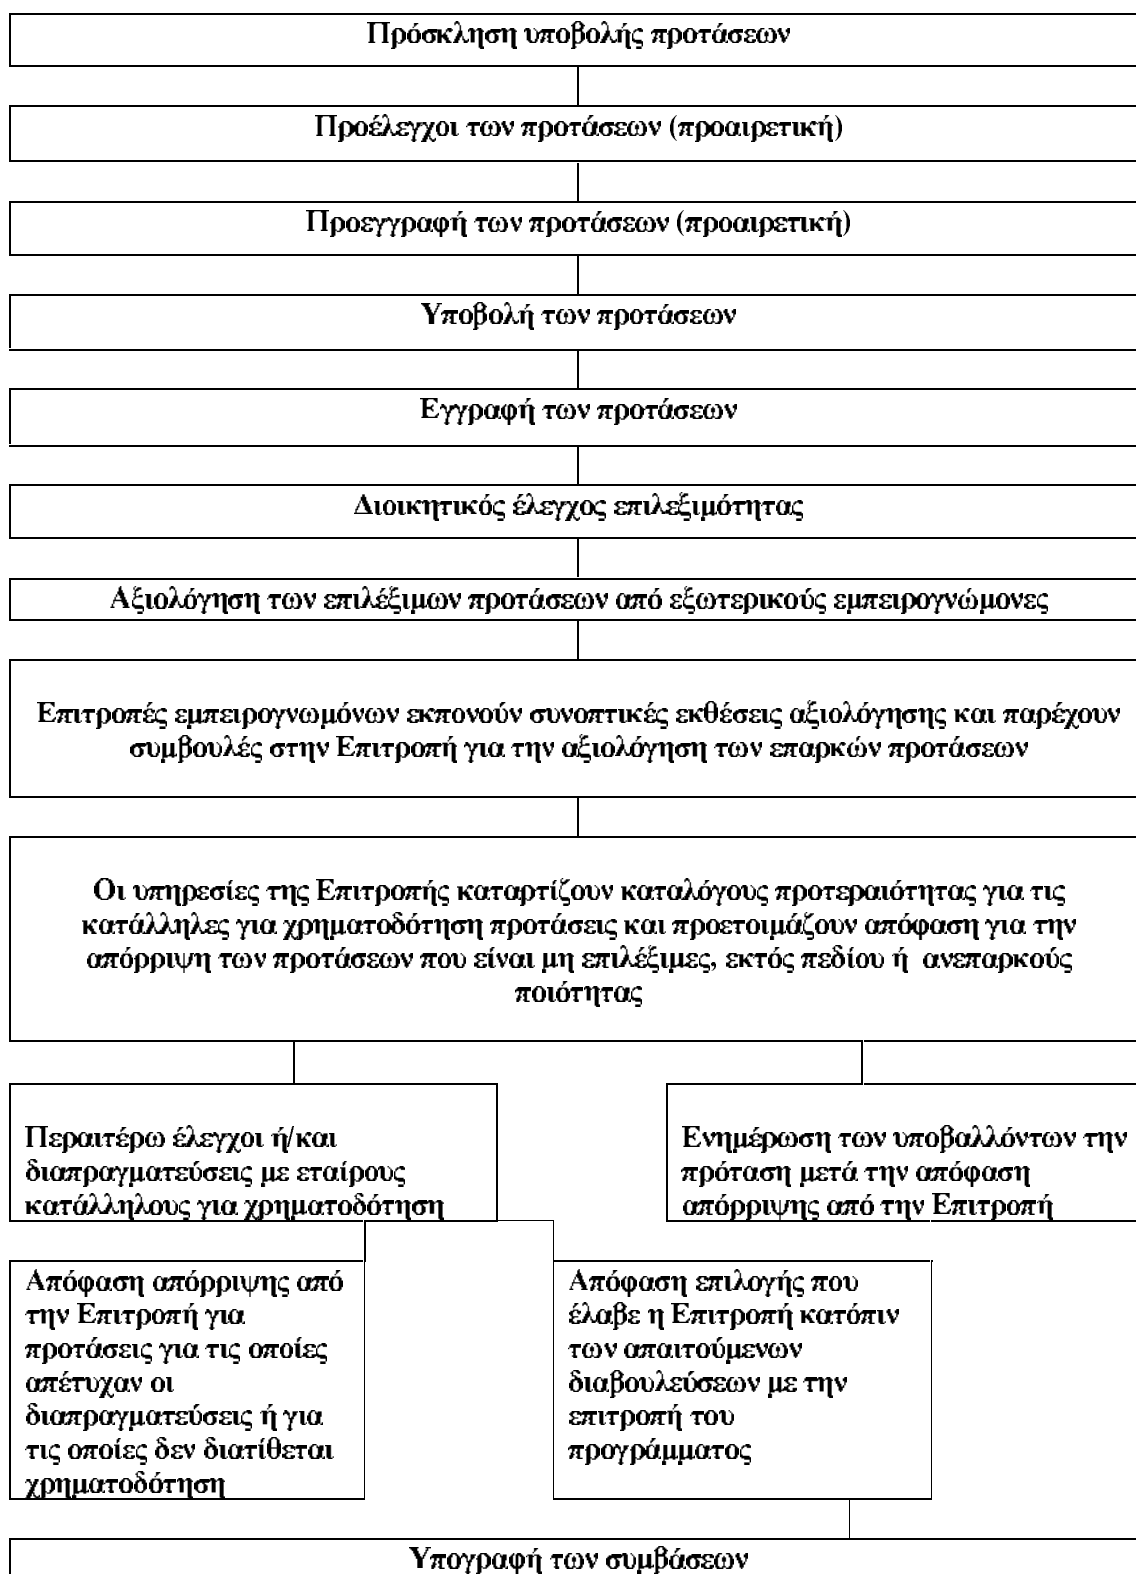 Πρόσκληση υποβολής προτάσεων
Προέλεγχοι των προτάσεων (προαιρετική)
Προεγγραφή των προτάσεων (προαιρετική)
Υποβολή των προτάσεων
Εγγραφή των προτάσεων
Διοικητικός έλεγχος επιλεξιμότητας
Αξιολόγηση των επιλέξιμων προτάσεων από εξωτερικούς εμπειρογνώμονες
Επιτροπές εμπειρογνωμόνων εκπονούν συνοπτικές εκθέσεις αξιολόγησης και παρέχουν
συμβουλές στην Επιτροπή για την αξιολόγηση των επαρκών προτάσεων
Οι υπηρεσίες της Επιτροπής καταρτίζουν καταλόγους προτεραιότητας για τις
κατάλληλες για χρηματοδότηση προτάσεις και προετοιμάζουν απόφαση για την
απόρριψη των προτάσεων που είναι μη επιλέξιμες, εκτός πεδίου ή ανεπαρκούς
ποιότητας
Περαιτέρω έλεγχοι ή/και
διαπραγματεύσεις με εταίρους
κατάλληλους για χρηματοδότηση
Ενημέρωση των υποβαλλόντων την
πρόταση μετά την απόφαση
απόρριψης από την Επιτροπή
Απόφαση απόρριψης από
την Επιτροπή για
προτάσεις για τις οποίες
απέτυχαν οι
διαπραγματεύσεις ή για
τις οποίες δεν διατίθεται
χρηματοδότηση
Απόφαση επιλογής που
έλαβε η Επιτροπή κατόπιν
των απαιτούμενων
διαβουλεύσεων με την
επιτροπή του
προγράμματος
Υπογραφή των συμβάσεων